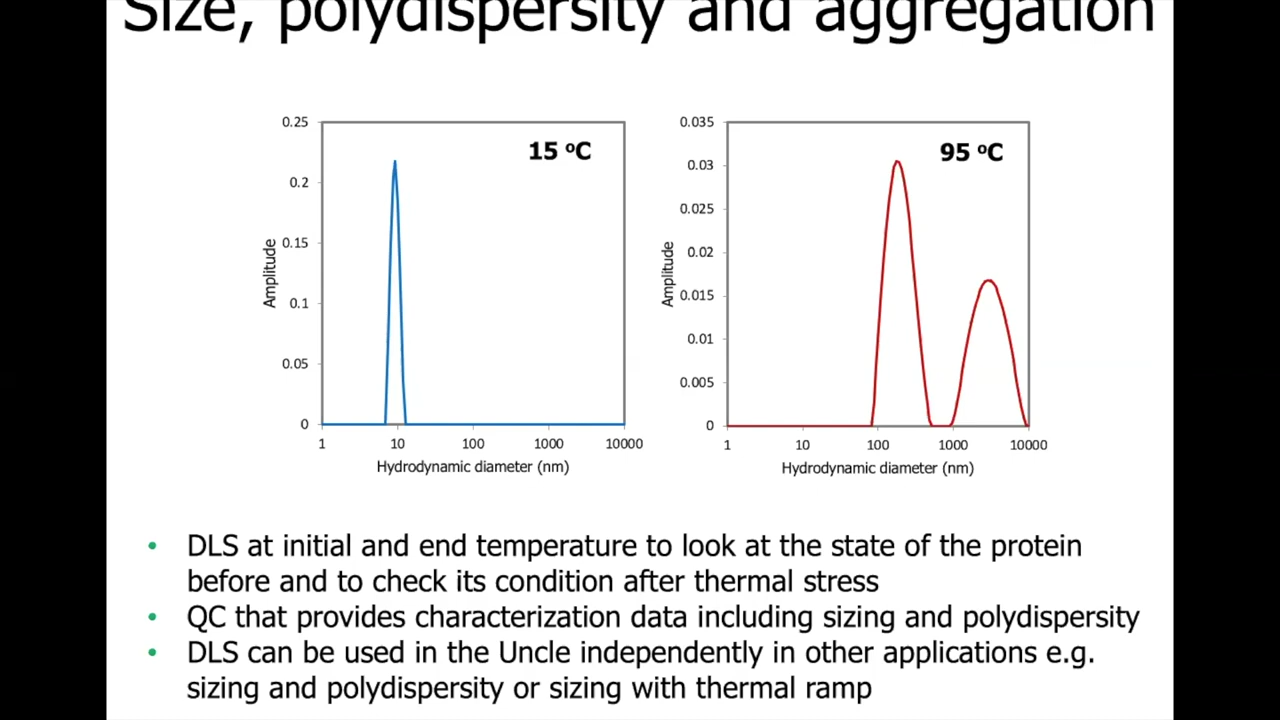 Size, polydispersity and aggregation
0.25
0.2
0.15
0.1
0.05
0
Amplitude
15 ºC
1 10 100 1000 10000
Hydrodynamic diameter (nm)
0.035
0.03
0.025
0.02
0.015
0.01
0.005
0
Amplitude
95 ºC
1 10 100 1000 10000
Hydrodynamic diameter (nm)
• DLS at initial and end temperature to look at the state of the protein
before and to check its condition after thermal stress
• QC that provides characterization data including sizing and polydispersity
• DLS can be used in the Uncle independently in other applications e.g.
sizing and polydispersity or sizing with thermal ramp